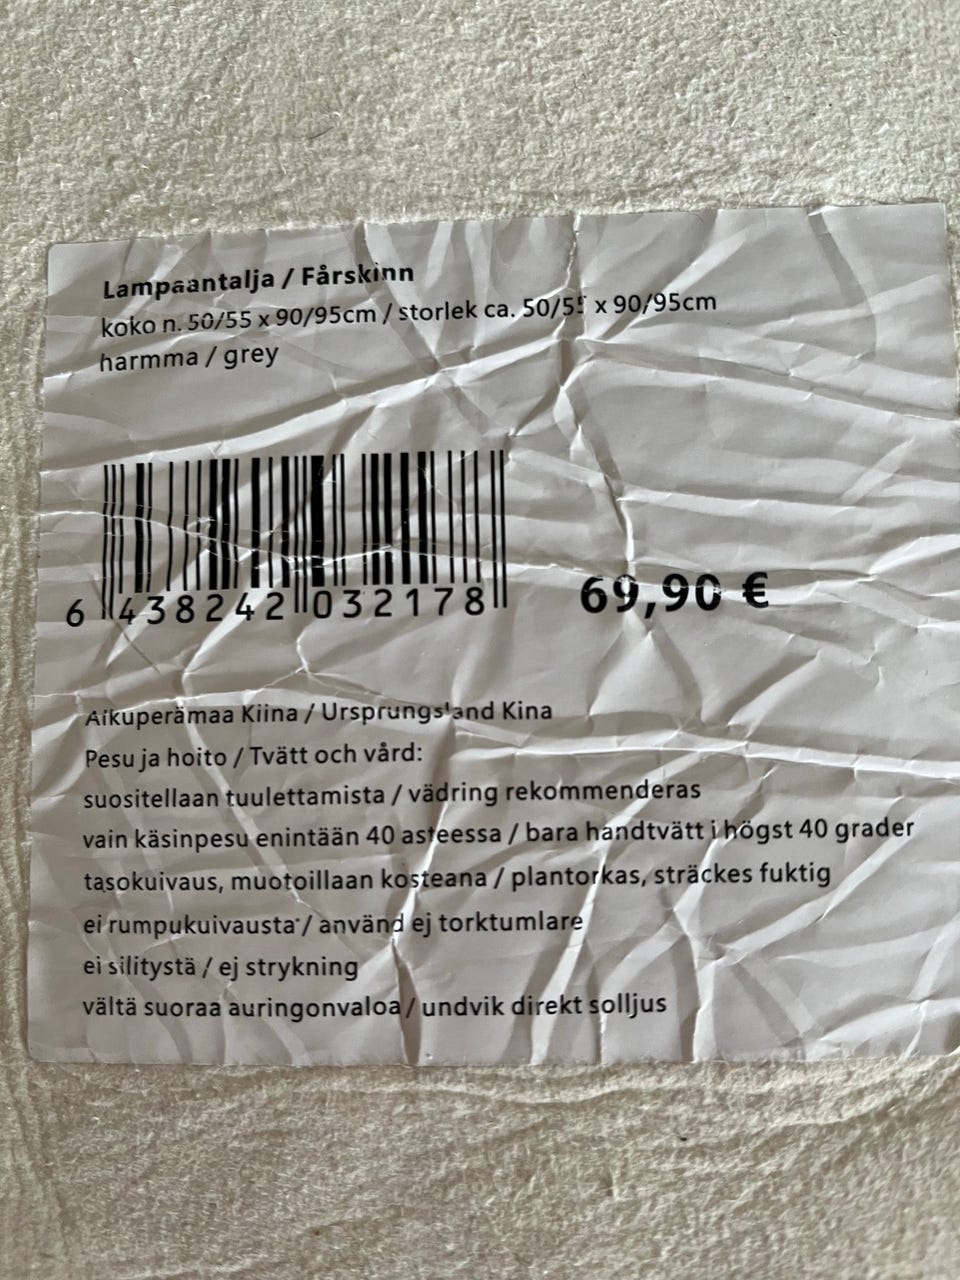 Lampaantalja / Fårskinn
koko n. 50/55 x 90/95cm / storlek ca. 50/55 x 90/95cm
harmma / grey
6 438242 032178
69,90 €
Alkuperämaa Kiina / Ursprungsland Kina
Pesu ja hoito / Tvätt och vård:
suositellaan tuulettamista / vädring rekommenderas
vain käsinpesu enintään 40 asteessa / bara handtvätt i högst 40 grader
tasokuivaus, muotoillaan kosteana / plantorkas, sträckes fuktig
ei rumpukuivausta / använd ej torktumlare
ei silitystä / ej strykning
vältä suoraa auringonvaloa / undvik direkt solljus